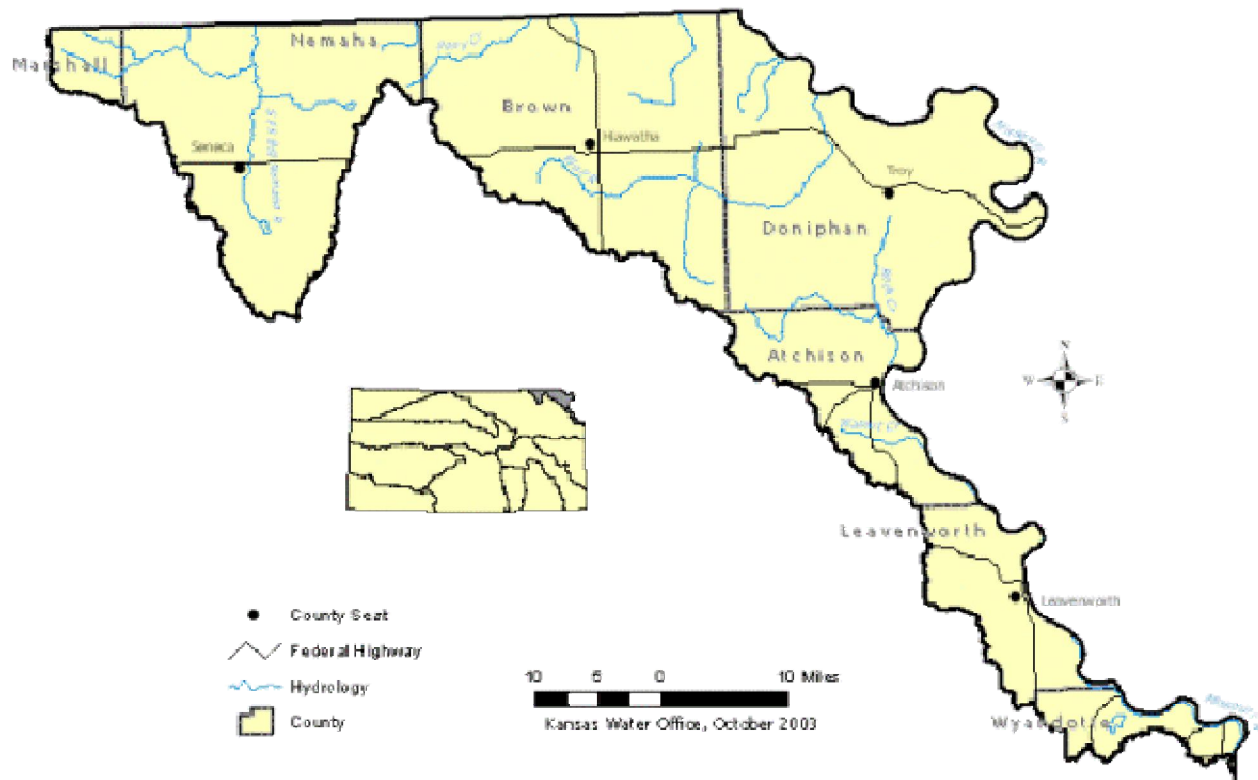 Nemaha
Marshall
Brown
Hiawatha
Seneca
Troy
Doniphan
Atchison
N
W
E
S
Atchison
Leavenworth
Leavenworth
County Seat
Federal Highway
Hydrology
County
10 5 0 10 Miles
Kansas Water Office, October 2003
Wyandotte